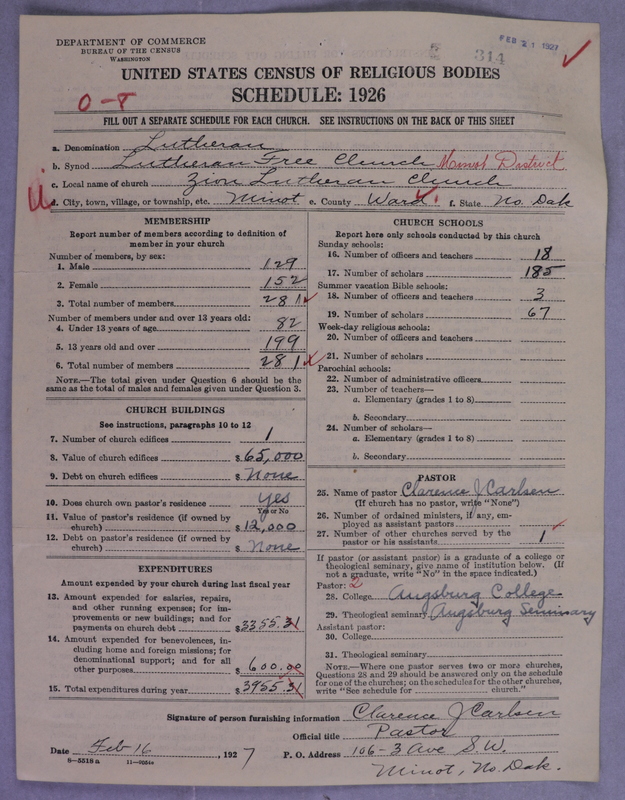 DEPARTMENT OF COMMERCE
BUREAU OF THE CENSUS
WASHINGTON
314
FEB 21 1927
UNITED STATES CENSUS OF RELIGIOUS BODIES
SCHEDULE: 1926
0-8
FILL OUT A SEPARATE SCHEDULE FOR EACH CHURCH. SEE INSTRUCTIONS ON THE BACK OF THIS SHEET
a. Denomination Lutheran
b. Synod Lutheran Free Church Minot District
c. Local name of church Zion Lutheran Church
d. City, town, village, or township, etc. Minot e. County Ward f. State No. Dak
MEMBERSHIP
Report number of members according to definition of
member in your church
Number of members, by sex:
1. Male 129
2. Female 152
3. Total number of members 281
Number of members under and over 13 years old:
4. Under 13 years of age 82
5. 13 years old and over 199
6. Total number of members 281
NOTE.—The total given under Question 6 should be the
same as the total of males and females given under Question 3.
CHURCH BUILDINGS
See instructions, paragraphs 10 to 12
7. Number of church edifices 1
8. Value of church edifices $65,000
9. Debt on church edifices $ None
10. Does church own pastor's residence? Yes
Yes or No
11. Value of pastor's residence (if owned by
church) $12,000
12. Debt on pastor's residence (if owned by
church) $ None
EXPENDITURES
Amount expended by your church during last fiscal year
13. Amount expended for salaries, repairs,
and other running expenses; for im-
provements or new buildings; and for
payments on church debt $3355.31
14. Amount expended for benevolences, in-
cluding home and foreign missions; for
denominational support; and for all
other purposes $ 600.00
15. Total expenditures during year $3955.31
CHURCH SCHOOLS
Report here only schools conducted by this church
Sunday schools:
16. Number of officers and teachers 18
17. Number of scholars 185
Summer vacation Bible schools:
18. Number of officers and teachers 3
19. Number of scholars 67
Week-day religious schools:
20. Number of officers and teachers
21. Number of scholars
Parochial schools:
22. Number of administrative officers
23. Number of teachers—
a. Elementary (grades 1 to 8)
b. Secondary
24. Number of scholars—
a. Elementary (grades 1 to 8)
b. Secondary
PASTOR
25. Name of pastor Clarence J. Carlsen
(If church has no pastor, write "None")
26. Number of ordained ministers, if any, em-
ployed as assistant pastors
27. Number of other churches served by the
pastor or his assistants 1
If pastor (or assistant pastor) is a graduate of a college or
theological seminary, give name of institution below. (If
not a graduate, write "No" in the space indicated.)
Pastor: 2
28. College Augsburg College
29. Theological seminary Augsburg Seminary
Assistant pastor:
30. College
31. Theological seminary
NOTE.—Where one pastor serves two or more churches,
Questions 28 and 29 should be answered only on the schedule
for one of the churches; on the schedules for the other churches,
write "See schedule for church."
Signature of person furnishing information Clarence J. Carlsen
Official title Pastor
Date Feb 16, 1927 P. O. Address 106-3 Ave S.W.
8—5518 a 11—9054a
Minot, No. Dak.